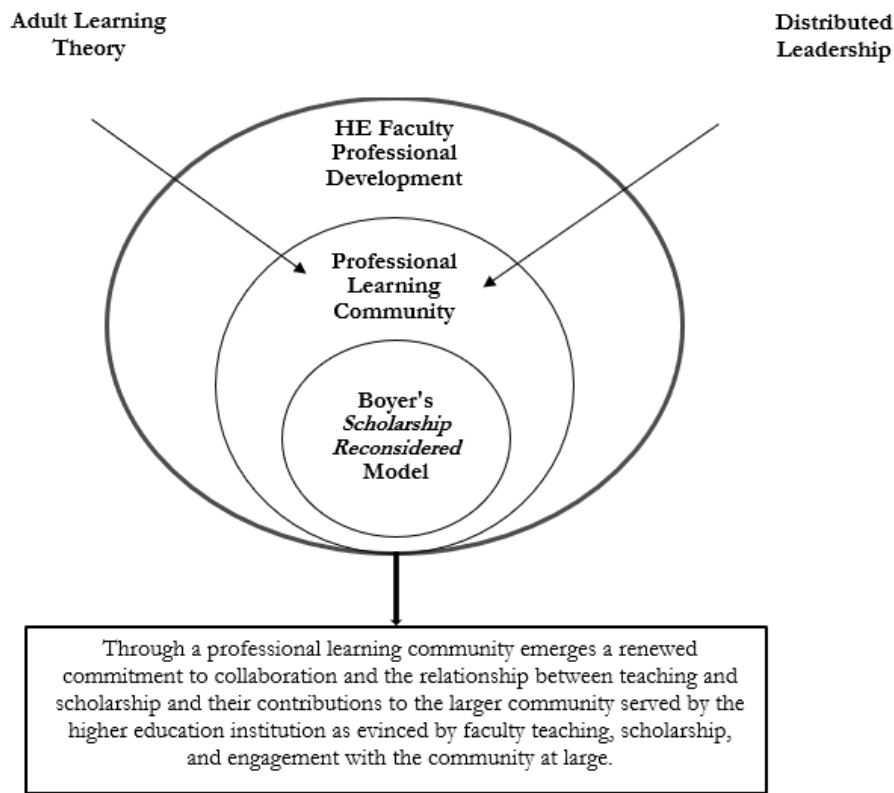 Adult Learning
Theory
Distributed
Leadership
HE Faculty
Professional
Development
Professional
Learning
Community
Boyer's
Scholarship
Reconsidered
Model
Through a professional learning community emerges a renewed
commitment to collaboration and the relationship between teaching and
scholarship and their contributions to the larger community served by the
higher education institution as evinced by faculty teaching, scholarship,
and engagement with the community at large.